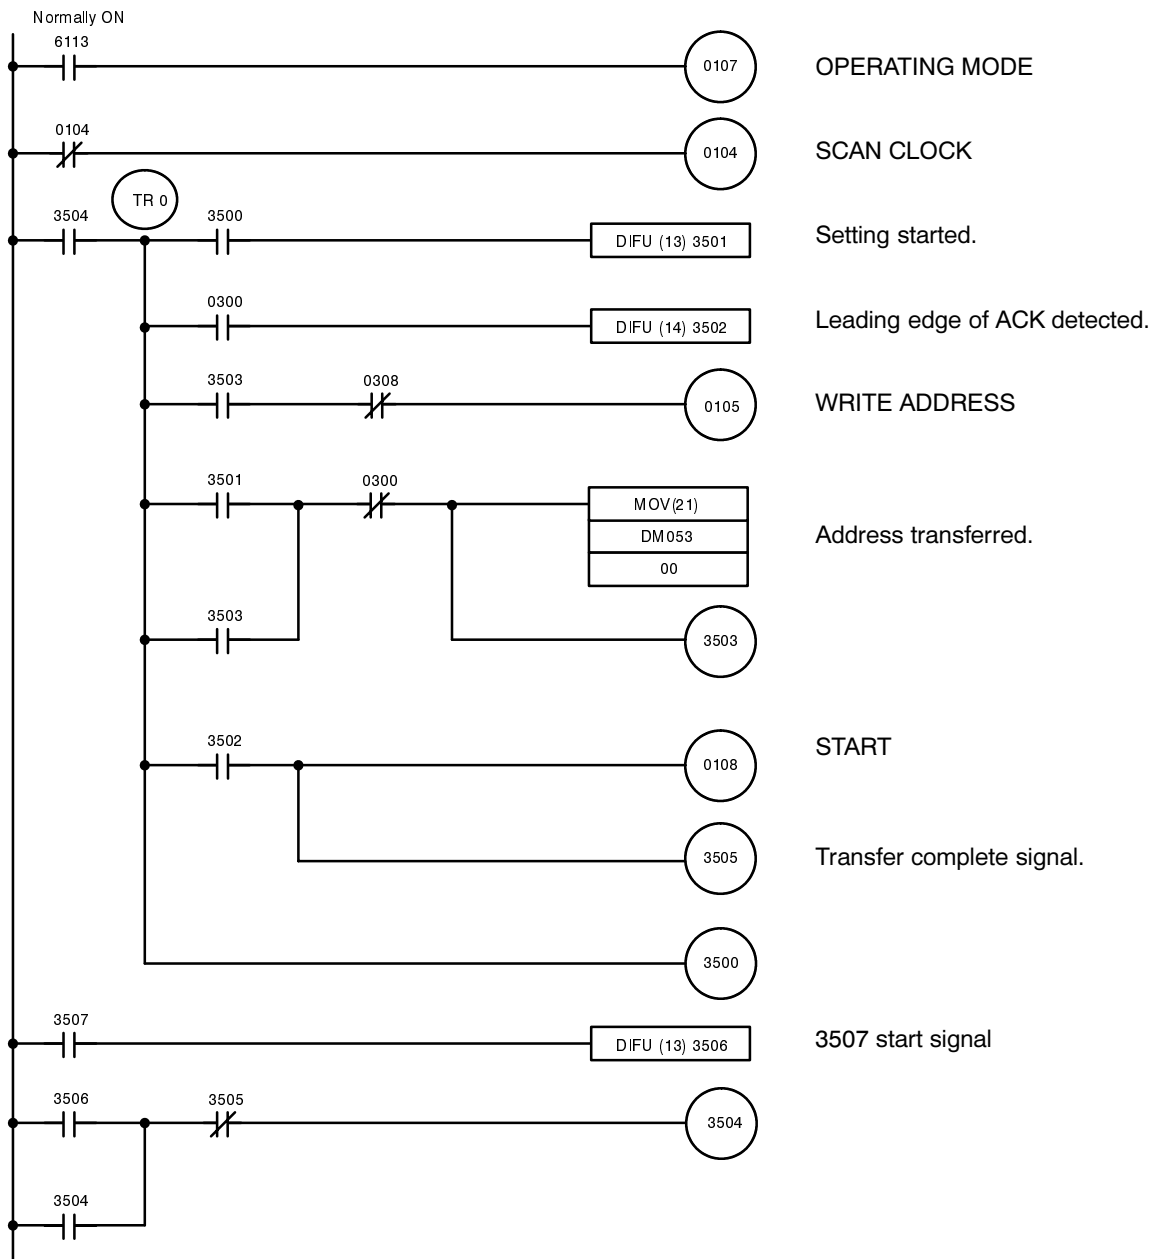 Normally ON
6113
0107 OPERATING MODE
0104
0104 SCAN CLOCK
TR 0
3504 3500
DIFU (13) 3501 Setting started.
0300
DIFU (14) 3502 Leading edge of ACK detected.
3503 0308
0105 WRITE ADDRESS
3501 0300
MOV(21)
DM053 Address transferred.
00
3503
3503
3502
0108 START
3505 Transfer complete signal.
3500
3507
DIFU (13) 3506 3507 start signal
3506 3505
3504
3504